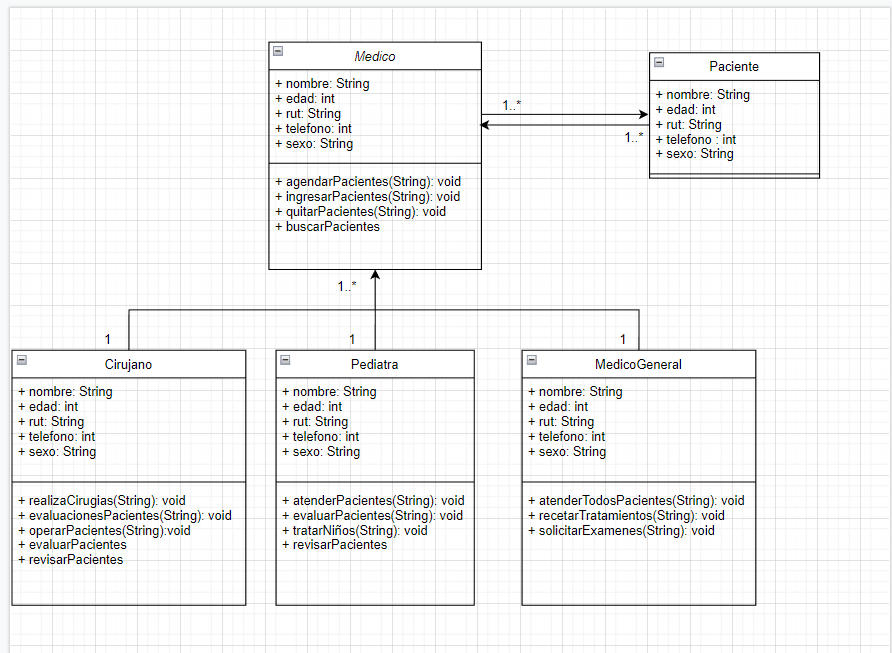 Medico
+ nombre: String
+ edad: int
+ rut: String
+ telefono: int
+ sexo: String
+ agendarPacientes(String): void
+ ingresarPacientes(String): void
+ quitarPacientes(String): void
+ buscarPacientes
Paciente
+ nombre: String
+ edad: int
+ rut: String
+ telefono : int
+ sexo: String
1..*
1..*
1..*
1
1
1
Cirujano
+ nombre: String
+ edad: int
+ rut: String
+ telefono: int
+ sexo: String
+ realizaCirugias(String): void
+ evaluacionesPacientes(String): void
+ operarPacientes(String):void
+ evaluarPacientes
+ revisarPacientes
Pediatra
+ nombre: String
+ edad: int
+ rut: String
+ telefono: int
+ sexo: String
+ atenderPacientes(String): void
+ evaluarPacientes(String): void
+ tratarNiños(String): void
+ revisarPacientes
MedicoGeneral
+ nombre: String
+ edad: int
+ rut: String
+ telefono: int
+ sexo: String
+ atenderTodosPacientes(String): void
+ recetarTratamientos(String): void
+ solicitarExamenes(String): void